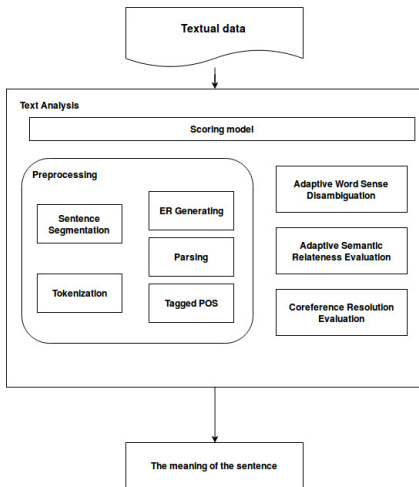 Textual data
Text Analysis
Scoring model
Preprocessing
Sentence
Segmentation
Tokenization
ER Generating
Parsing
Tagged POS
Adaptive Word Sense
Disambiguation
Adaptive Semantic
Relateness Evaluation
Coreference Resolution
Evaluation
The meaning of the sentence